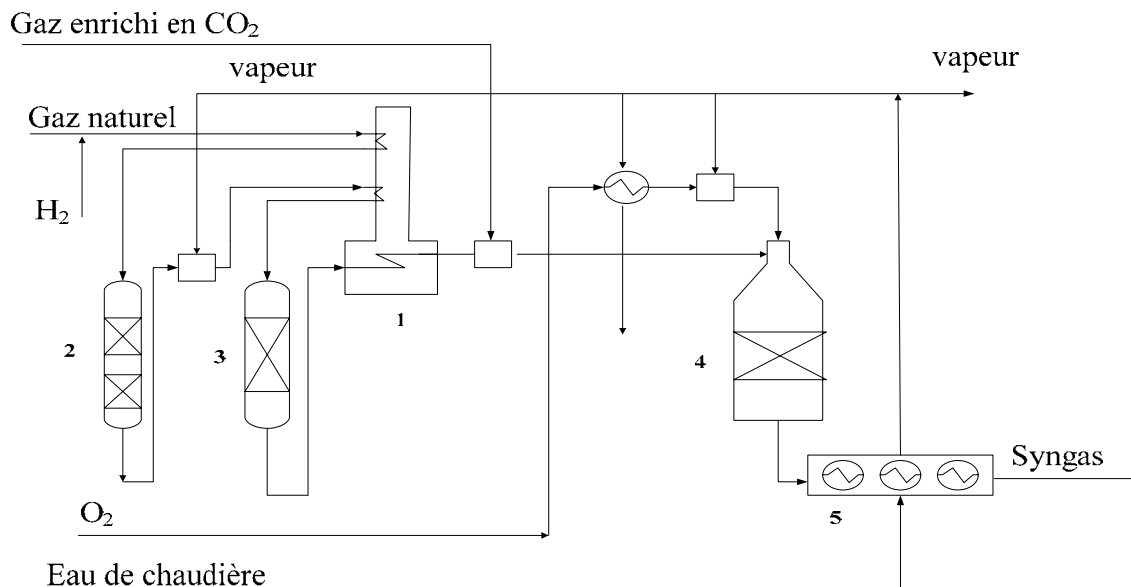 Gaz enrichi en CO₂
vapeur
vapeur
Gaz naturel
H₂
1
2
3
4
Syngas
5
O₂
Eau de chaudière